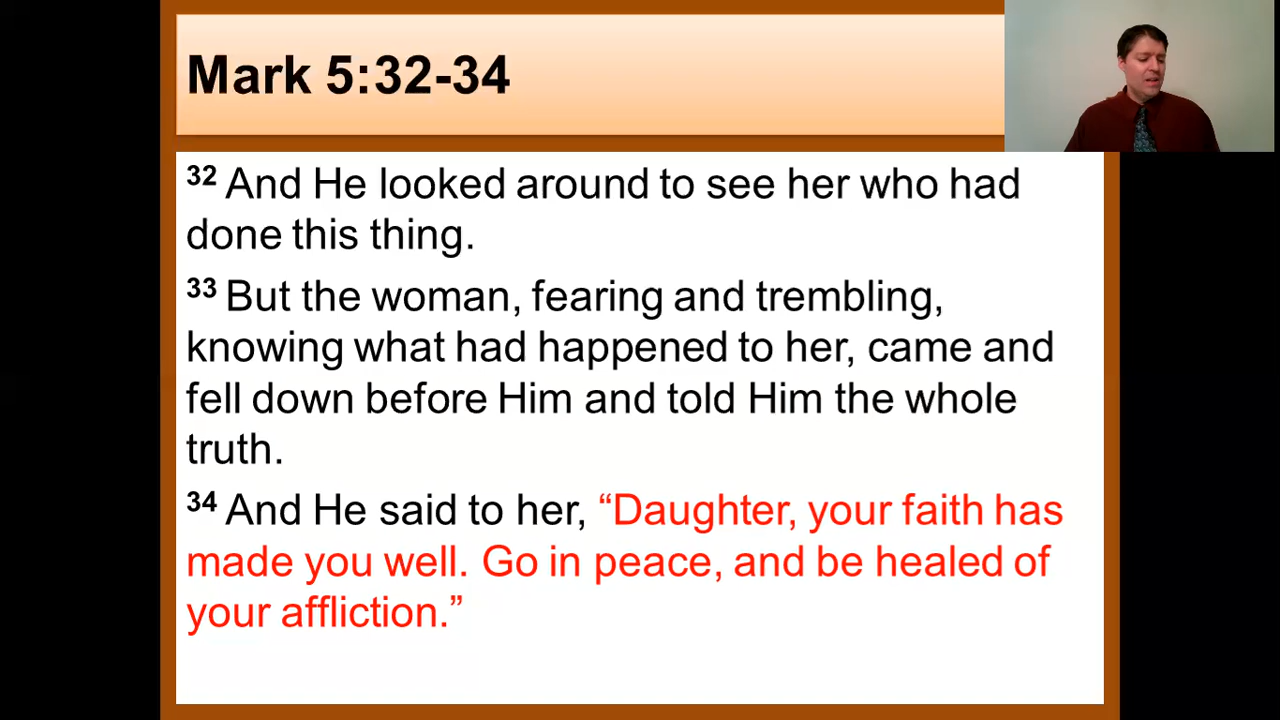 Mark 5:32-34
32 And He looked around to see her who had
done this thing.
33 But the woman, fearing and trembling,
knowing what had happened to her, came and
fell down before Him and told Him the whole
truth.
34 And He said to her, “Daughter, your faith has
made you well. Go in peace, and be healed of
your affliction.”